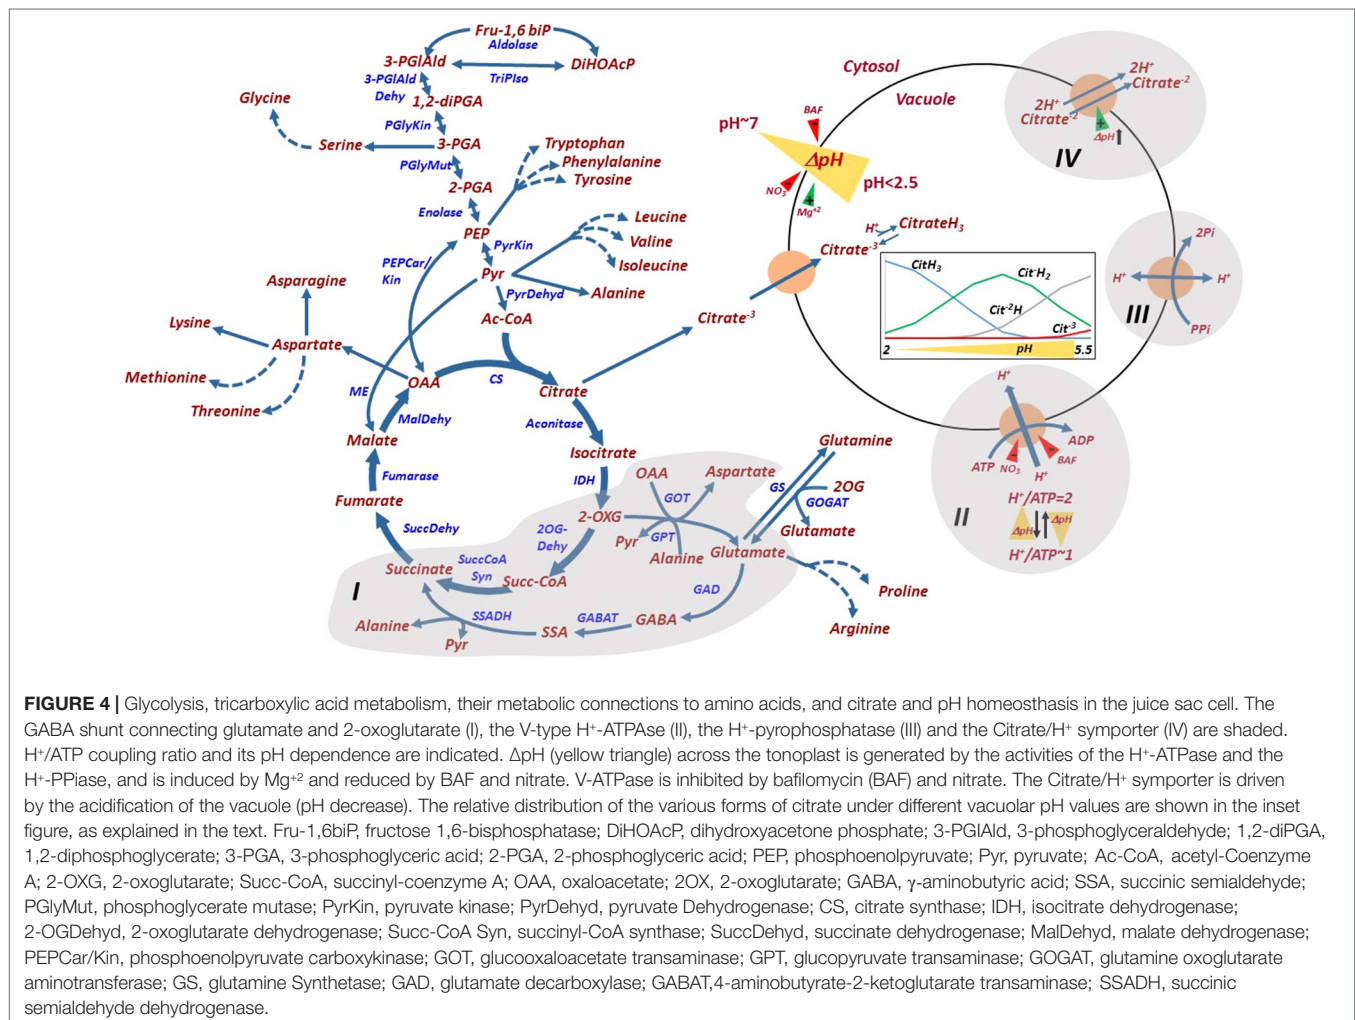 Fru-1,6 biP
Aldolase
3-PGlAld
DiHOAcP
TriPIso
3-PGlAld
Dehy
1,2-diPGA
PGlyKin
Glycine
Serine
3-PGA
PGlyMut
2-PGA
Enolase
PEP
Tryptophan
Phenylalanine
Tyrosine
PyrKin
Leucine
Valine
Isoleucine
PEPCar/
Kin
Pyr
PyrDehyd
Alanine
Ac-CoA
Asparagine
Lysine
Aspartate
Methionine
Threonine
OAA
CS
Citrate
ME
MalDehy
Aconitase
Malate
Isocitrate
Fumarase
IDH
Fumarate
SuccDehy
2-OXG
OAA
Aspartate
GOT
2OG-
Dehy
Pyr
GPT
Alanine
Glutamate
Succinate
SuccCoA
Syn
Succ-CoA
I
GAD
SSADH
GABAT
GABA
Alanine
SSA
Pyr
Glutamine
GS
2OG
GOGAT
Glutamate
Proline
Arginine
Cytosol
Vacuole
pH~7
BAF
-
ΔpH
pH<2.5
NO3
-
+
Mg+2
H+
CitrateH3
Citrate-3
Citrate-3
CitH3
Cit-H2
Cit-2H
Cit-3
2
pH
5.5
2H+
Citrate-2
2H+
Citrate-2
+
ΔpH
IV
2Pi
H+
H+
III
PPi
H+
ADP
ATP
NO3
-
-
BAF
H+
H+/ATP=2
II
ΔpH
ΔpH
H+/ATP~1
FIGURE 4 | Glycolysis, tricarboxylic acid metabolism, their metabolic connections to amino acids, and citrate and pH homeosthasis in the juice sac cell. The
GABA shunt connecting glutamate and 2-oxoglutarate (I), the V-type H+-ATPAse (II), the H+-pyrophosphatase (III) and the Citrate/H+ symporter (IV) are shaded.
H+/ATP coupling ratio and its pH dependence are indicated. ΔpH (yellow triangle) across the tonoplast is generated by the activities of the H+-ATPase and the
H+-PPiase, and is induced by Mg+2 and reduced by BAF and nitrate. V-ATPase is inhibited by bafilomycin (BAF) and nitrate. The Citrate/H+ symporter is driven
by the acidification of the vacuole (pH decrease). The relative distribution of the various forms of citrate under different vacuolar pH values are shown in the inset
figure, as explained in the text. Fru-1,6biP, fructose 1,6-bisphosphatase; DiHOAcP, dihydroxyacetone phosphate; 3-PGlAld, 3-phosphoglyceraldehyde; 1,2-diPGA,
1,2-diphosphoglycerate; 3-PGA, 3-phosphoglyceric acid; 2-PGA, 2-phosphoglyceric acid; PEP, phosphoenolpyruvate; Pyr, pyruvate; Ac-CoA, acetyl-Coenzyme
A; 2-OXG, 2-oxoglutarate; Succ-CoA, succinyl-coenzyme A; OAA, oxaloacetate; 2OX, 2-oxoglutarate; GABA, γ-aminobutyric acid; SSA, succinic semialdehyde;
PGlyMut, phosphoglycerate mutase; PyrKin, pyruvate kinase; PyrDehyd, pyruvate Dehydrogenase; CS, citrate synthase; IDH, isocitrate dehydrogenase;
2-OGDehyd, 2-oxoglutarate dehydrogenase; Succ-CoA Syn, succinyl-CoA synthase; SuccDehyd, succinate dehydrogenase; MalDehyd, malate dehydrogenase;
PEPCar/Kin, phosphoenolpyruvate carboxykinase; GOT, glucooxaloacetate transaminase; GPT, glucopyruvate transaminase; GOGAT, glutamine oxoglutarate
aminotransferase; GS, glutamine Synthetase; GAD, glutamate decarboxylase; GABAT,4-aminobutyrate-2-ketoglutarate transaminase; SSADH, succinic
semialdehyde dehydrogenase.